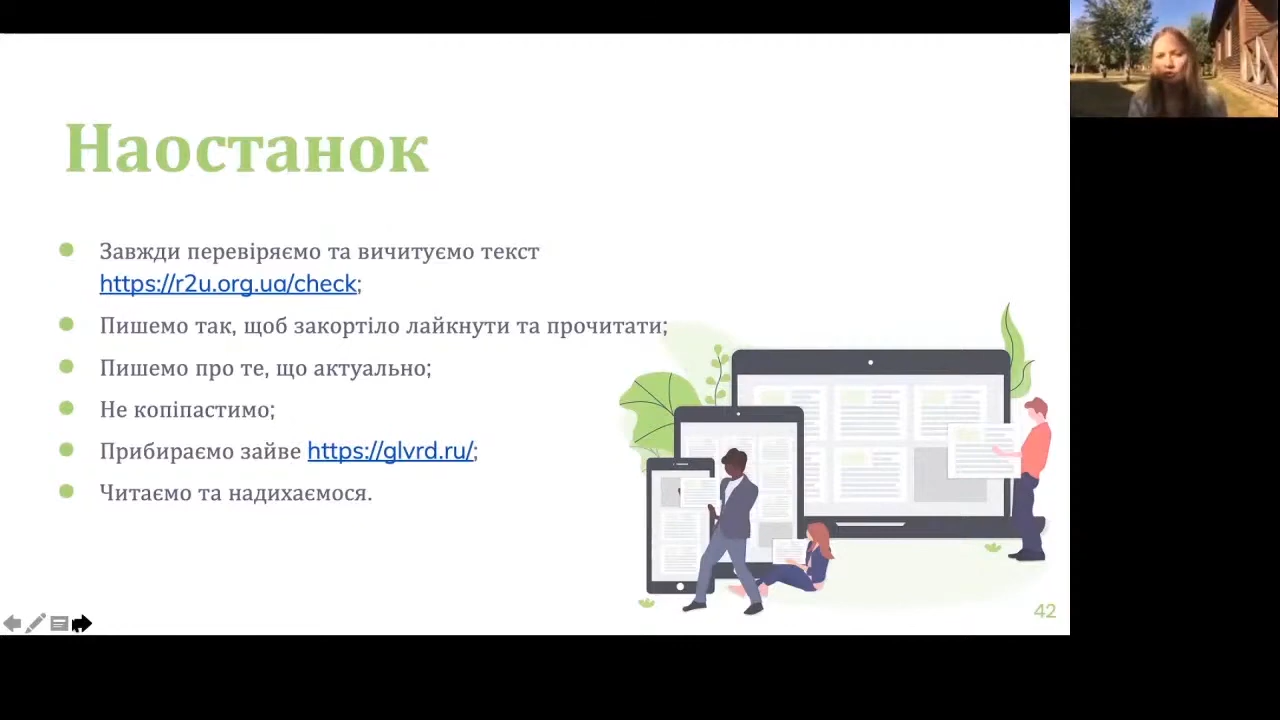 Наостанок
Завжди перевіряємо та вичитуємо текст
https://r2u.org.ua/check;
Пишемо так, щоб закортіло лайкнути та прочитати;
Пишемо про те, що актуально;
Не копіпастимо;
Прибираємо зайве https://glvrd.ru/;
Читаємо та надихаємося.
42